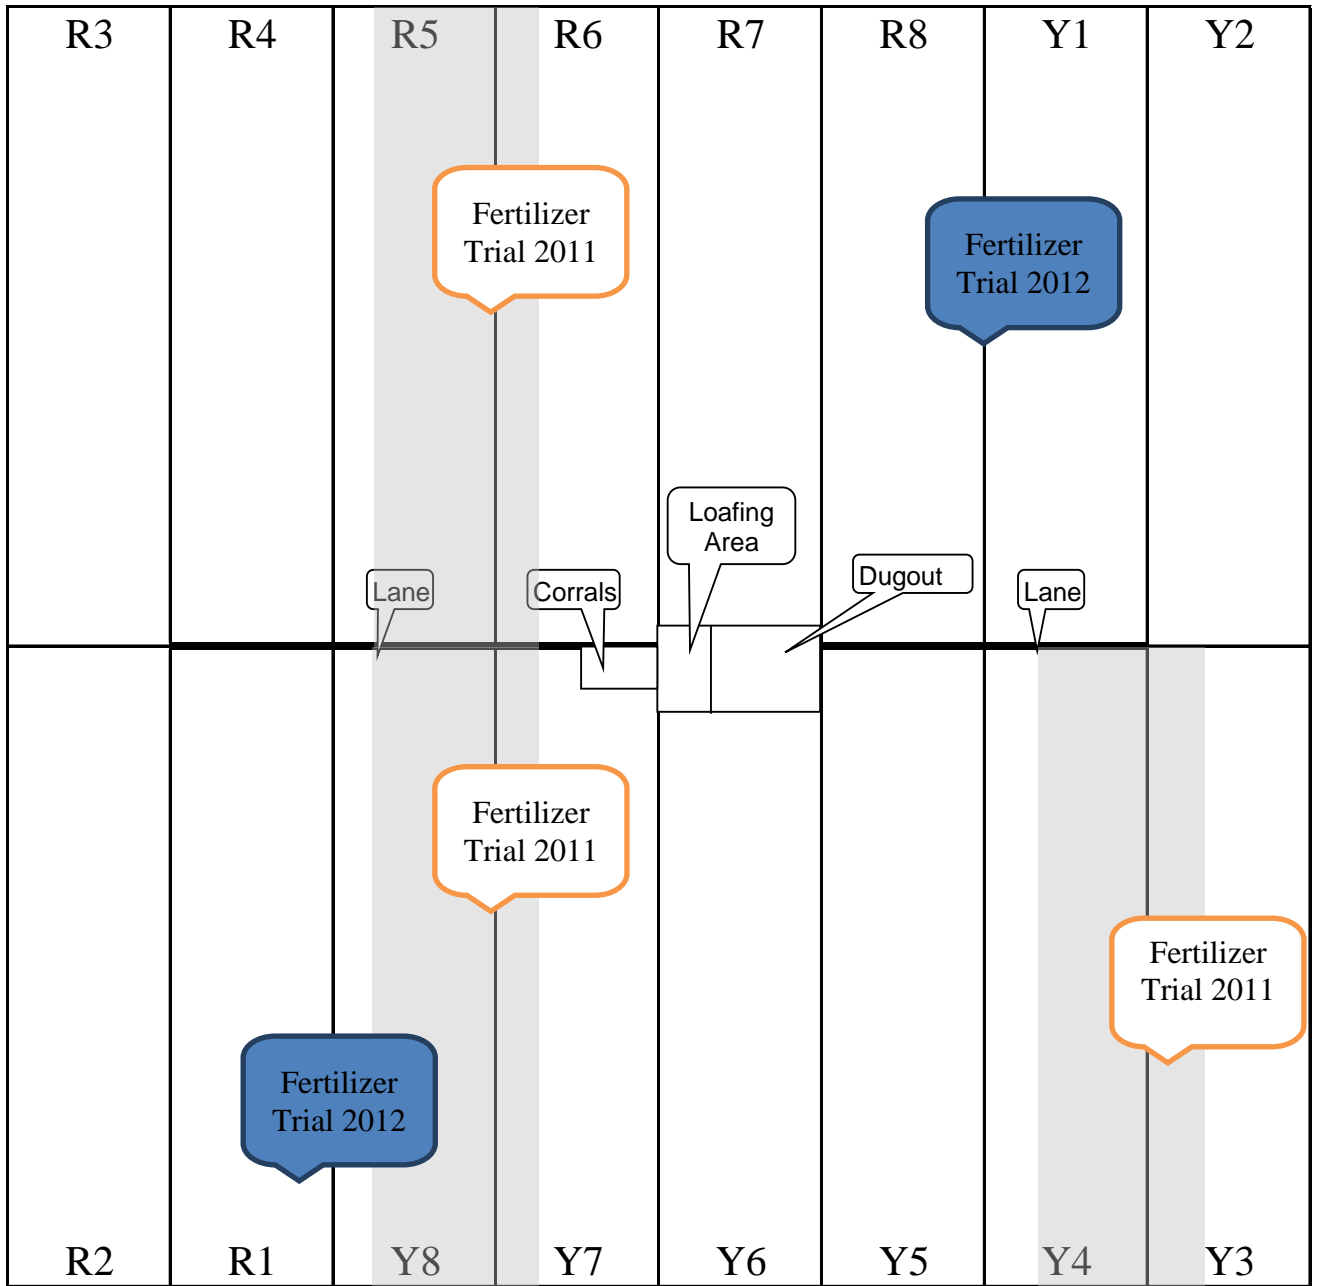 R3 R4 R5 R6 R7 R8 Y1 Y2
Fertilizer
Trial 2011
Fertilizer
Trial 2012
Loafing
Area
Lane
Corrals
Dugout
Lane
Fertilizer
Trial 2011
Fertilizer
Trial 2011
Fertilizer
Trial 2012
R2 R1 Y8 Y7 Y6 Y5 Y4 Y3